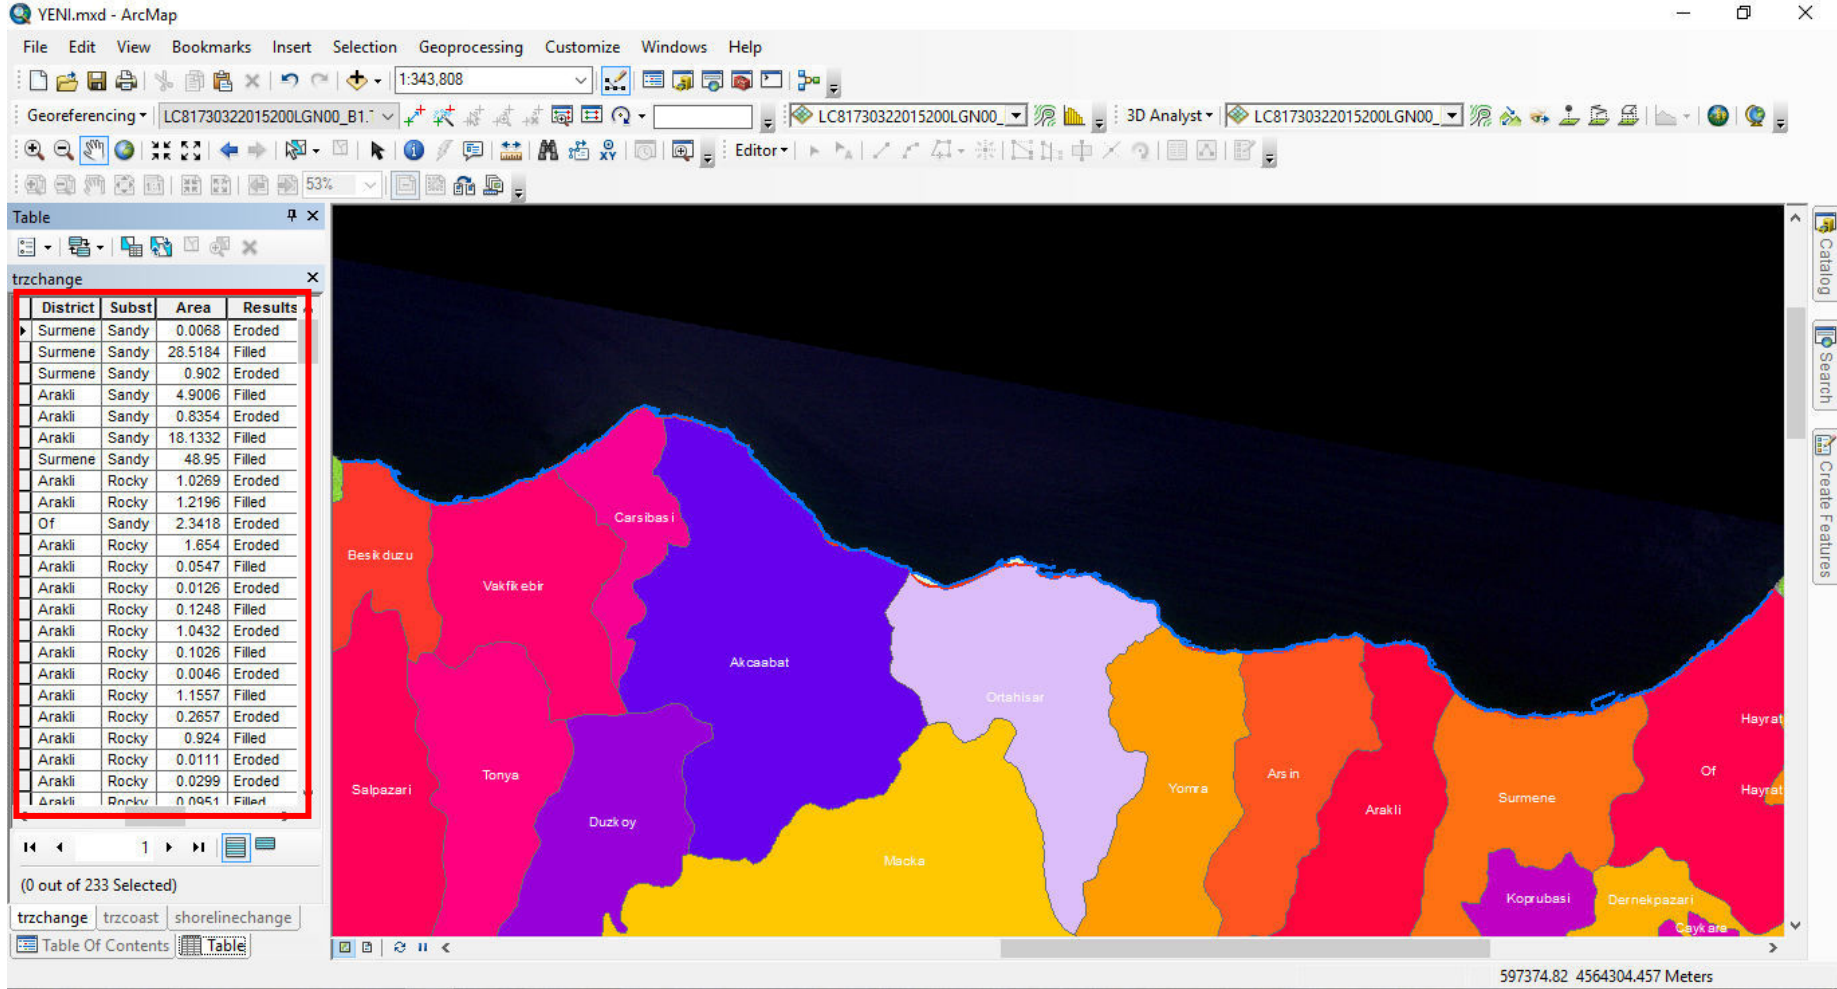 YENI.mxd - ArcMap
File Edit View Bookmarks Insert Selection Geoprocessing Customize Windows Help
1:343,808
Georeferencing LC81730322015200LGN00_B1.T LC81730322015200LGN00_ 3D Analyst LC81730322015200LGN00_
Editor
53%
Table
trzchange
District Subst Area Results
Surmene Sandy 0.0068 Eroded
Surmene Sandy 28.5184 Filled
Surmene Sandy 0.902 Eroded
Arakli Sandy 4.9006 Filled
Arakli Sandy 0.8354 Eroded
Arakli Sandy 18.1332 Filled
Surmene Sandy 48.95 Filled
Arakli Rocky 1.0269 Eroded
Arakli Rocky 1.2196 Filled
Of Sandy 2.3418 Eroded
Arakli Rocky 1.654 Eroded
Arakli Rocky 0.0547 Filled
Arakli Rocky 0.0126 Eroded
Arakli Rocky 0.1248 Filled
Arakli Rocky 1.0432 Eroded
Arakli Rocky 0.1026 Filled
Arakli Rocky 0.0046 Eroded
Arakli Rocky 1.1557 Filled
Arakli Rocky 0.2657 Eroded
Arakli Rocky 0.924 Filled
Arakli Rocky 0.0111 Eroded
Arakli Rocky 0.0299 Eroded
Arakli Rocky 0.0951 Filled
1
(0 out of 233 Selected)
trzchange trzcoast shorelinechange
Table Of Contents Table
Carsibasi
Besikduzu
Vakfikebir
Akcaabat
Ortahisar
Hayrat
Tonya
Arsin
Of
Salpazari
Yomra
Hayrat
Surmene
Arakli
Duzkoy
Macka
Koprubasi
Dernekpazari
Caykara
Catalog
Search
Create Features
597374.82 4564304.457 Meters